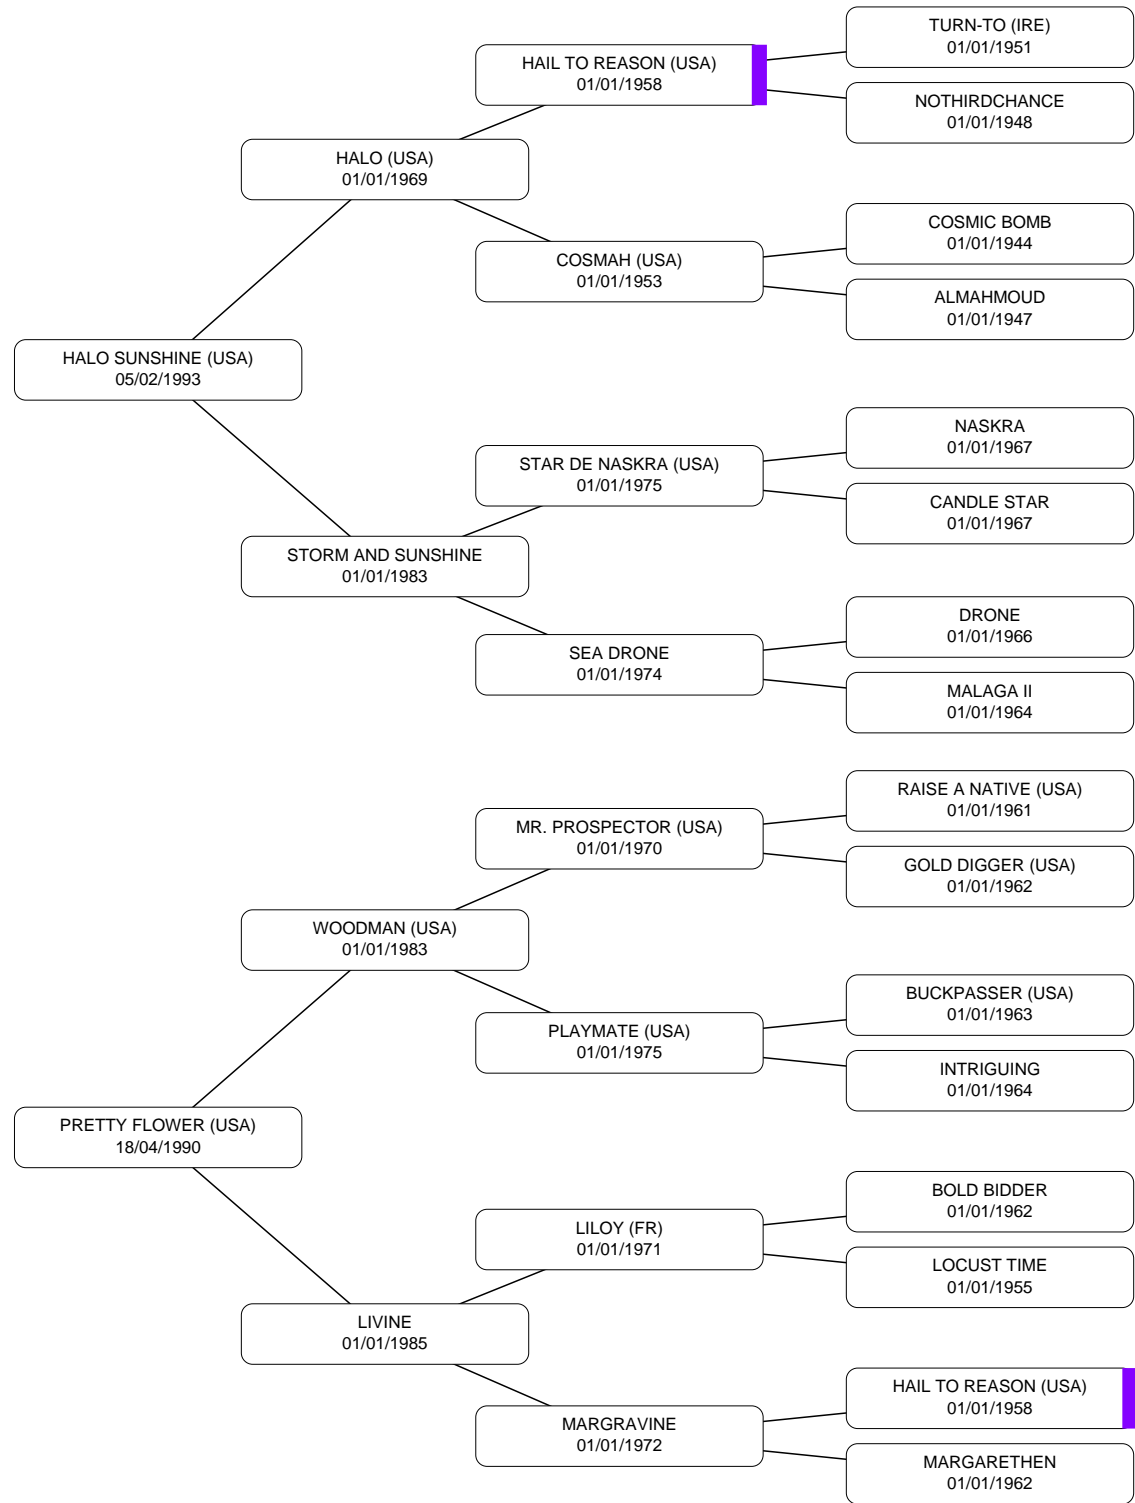 TURN-TO (IRE)
01/01/1951
HAIL TO REASON (USA)
01/01/1958
NOTHIRDCHANCE
01/01/1948
HALO (USA)
01/01/1969
COSMIC BOMB
01/01/1944
COSMAH (USA)
01/01/1953
ALMAHMOUD
01/01/1947
HALO SUNSHINE (USA)
05/02/1993
NASKRA
01/01/1967
STAR DE NASKRA (USA)
01/01/1975
CANDLE STAR
01/01/1967
STORM AND SUNSHINE
01/01/1983
DRONE
01/01/1966
SEA DRONE
01/01/1974
MALAGA II
01/01/1964
RAISE A NATIVE (USA)
01/01/1961
MR. PROSPECTOR (USA)
01/01/1970
GOLD DIGGER (USA)
01/01/1962
WOODMAN (USA)
01/01/1983
BUCKPASSER (USA)
01/01/1963
PLAYMATE (USA)
01/01/1975
INTRIGUING
01/01/1964
PRETTY FLOWER (USA)
18/04/1990
BOLD BIDDER
01/01/1962
LILOY (FR)
01/01/1971
LOCUST TIME
01/01/1955
LIVINE
01/01/1985
HAIL TO REASON (USA)
01/01/1958
MARGRAVINE
01/01/1972
MARGARETHEN
01/01/1962